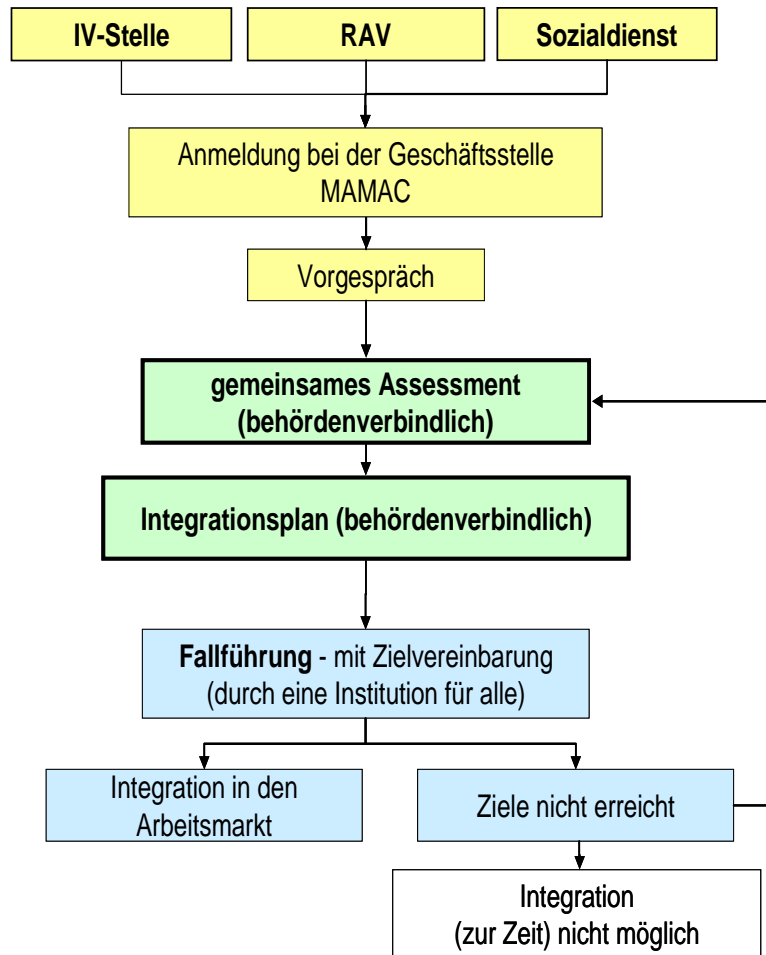 IV-Stelle
RAV
Sozialdienst
Anmeldung bei der Geschäftsstelle
MAMAC
Vorgespräch
gemeinsames Assessment
(behördenverbindlich)
Integrationsplan (behördenverbindlich)
Fallführung - mit Zielvereinbarung
(durch eine Institution für alle)
Integration in den
Arbeitsmarkt
Ziele nicht erreicht
Integration
(zur Zeit) nicht möglich